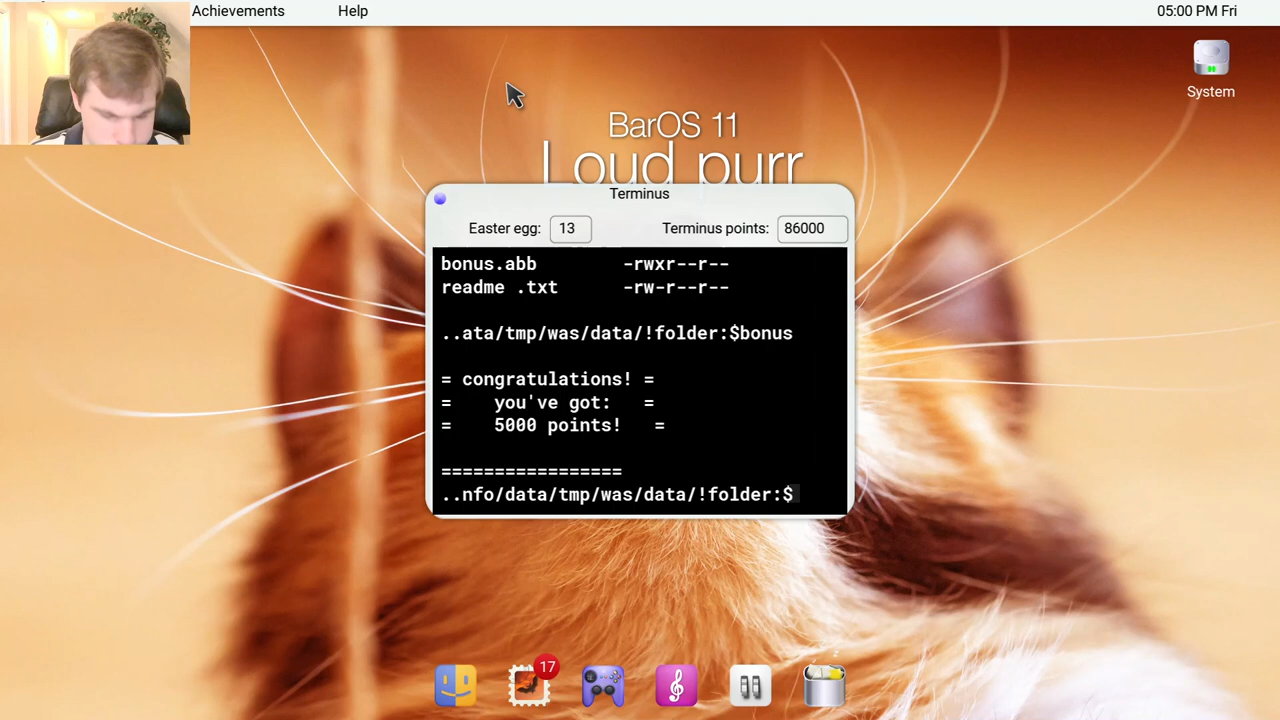 Achievements Help 05:00 PM Fri
System
BarOS 11
Loud purr
Terminus
Easter egg: 13 Terminus points: 86000
bonus.abb -rwxr--r--
readme .txt -rw-r--r--
..ata/tmp/was/data/!folder:$bonus
= congratulations! =
= you've got: =
= 5000 points! =
=================
..nfo/data/tmp/was/data/!folder:$
17